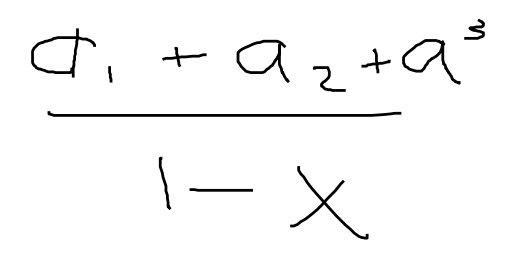 a₁ + a₂ + a³
1 - x